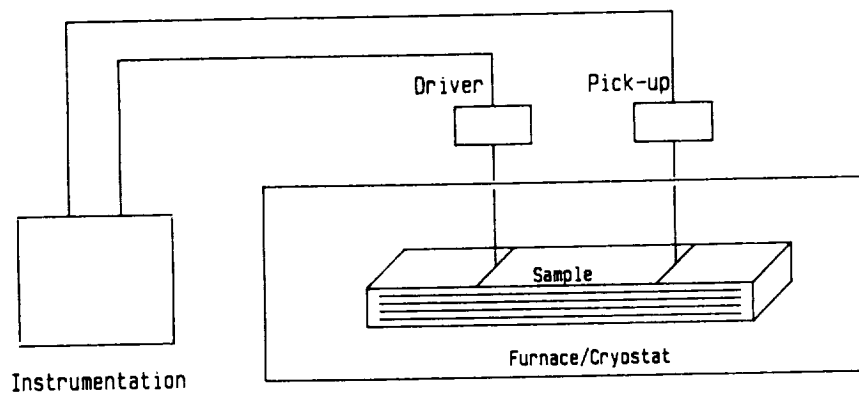 Driver
Pick-up
Sample
Furnace/Cryostat
Instrumentation